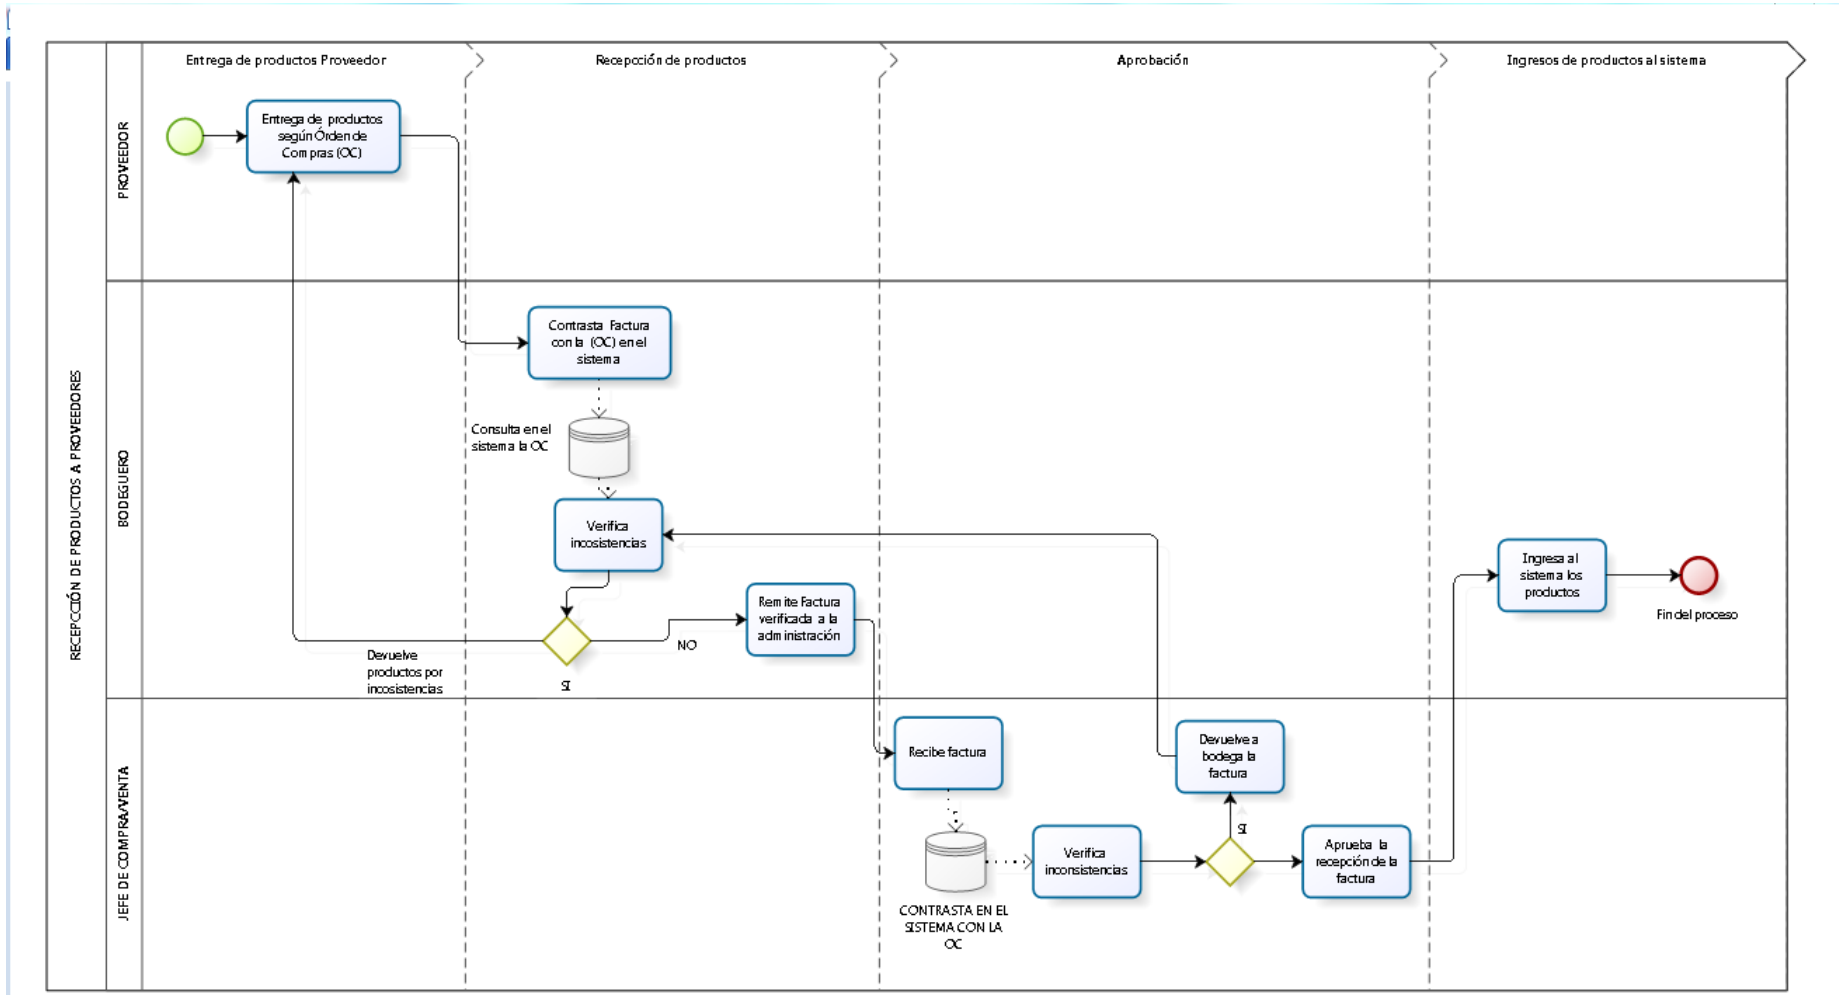 Entrega de productos Proveedor
Recepción de productos
Aprobación
Ingresos de productos al sistema
RECEPCIÓN DE PRODUCTOS A PROVEEDORES
PROVEEDOR
Entrega de productos
según Órden de
Compras (OC)
BODEGUERO
Contrasta Factura
con la (OC) en el
sistema
Consulta en el
sistema la OC
Verifica
incosistencias
Remite Factura
verificada a la
administración
NO
SI
Devuelve
productos por
incosistencias
Ingresa al
sistema los
productos
Fin del proceso
JEFE DE COMPRA/VENTA
Recibe factura
CONTRASTA EN EL
SISTEMA CON LA
OC
Verifica
inconsistencias
Devuelve a
bodega la
factura
SI
Aprueba la
recepción de la
factura